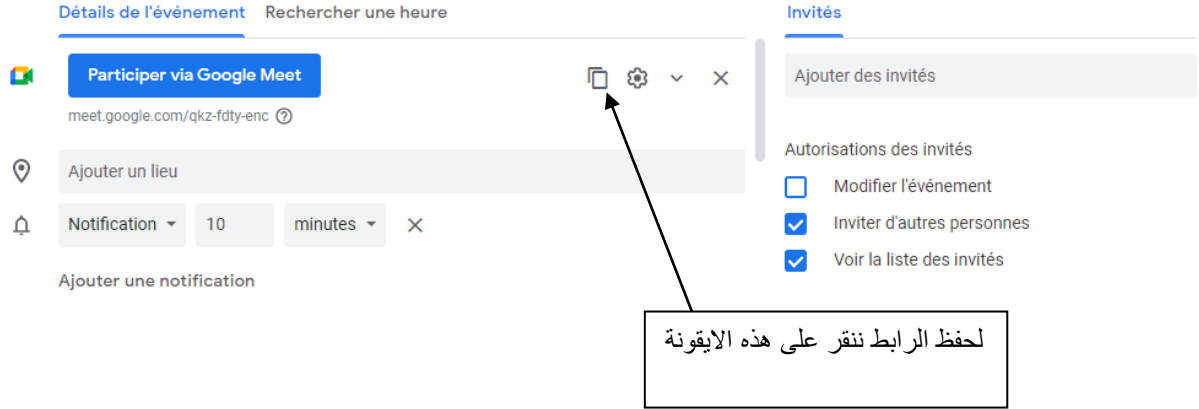 Détails de l'événement Rechercher une heure Invités
Participer via Google Meet
Ajouter des invités
meet.google.com/qkz-fdty-enc
Autorisations des invités
Ajouter un lieu
Modifier l'événement
Notification 10 minutes
Inviter d'autres personnes
Voir la liste des invités
Ajouter une notification
لحفظ الرابط ننقر على هذه الايقونة